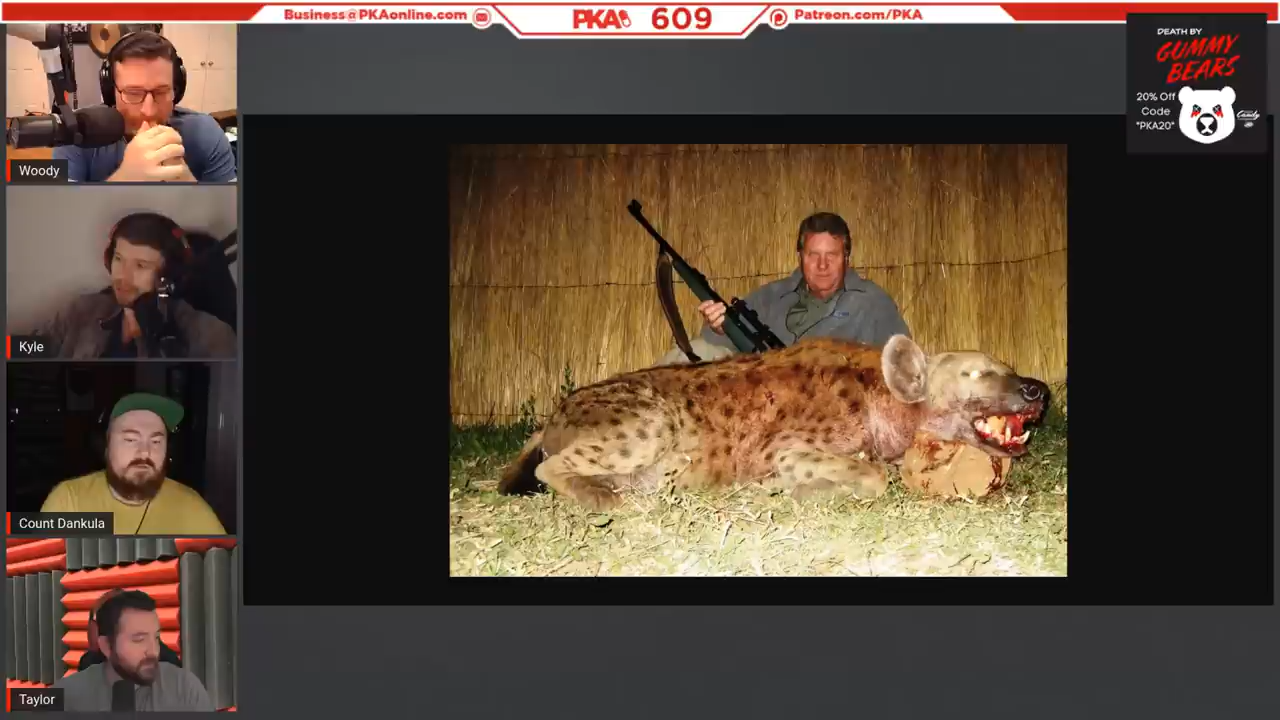 Business@PKAonline.com
PKA 609
Patreon.com/PKA
DEATH BY
GUMMY
BEARS
20% Off
Code
"PKA20"
Candy
Woody
Kyle
Count Dankula
Taylor